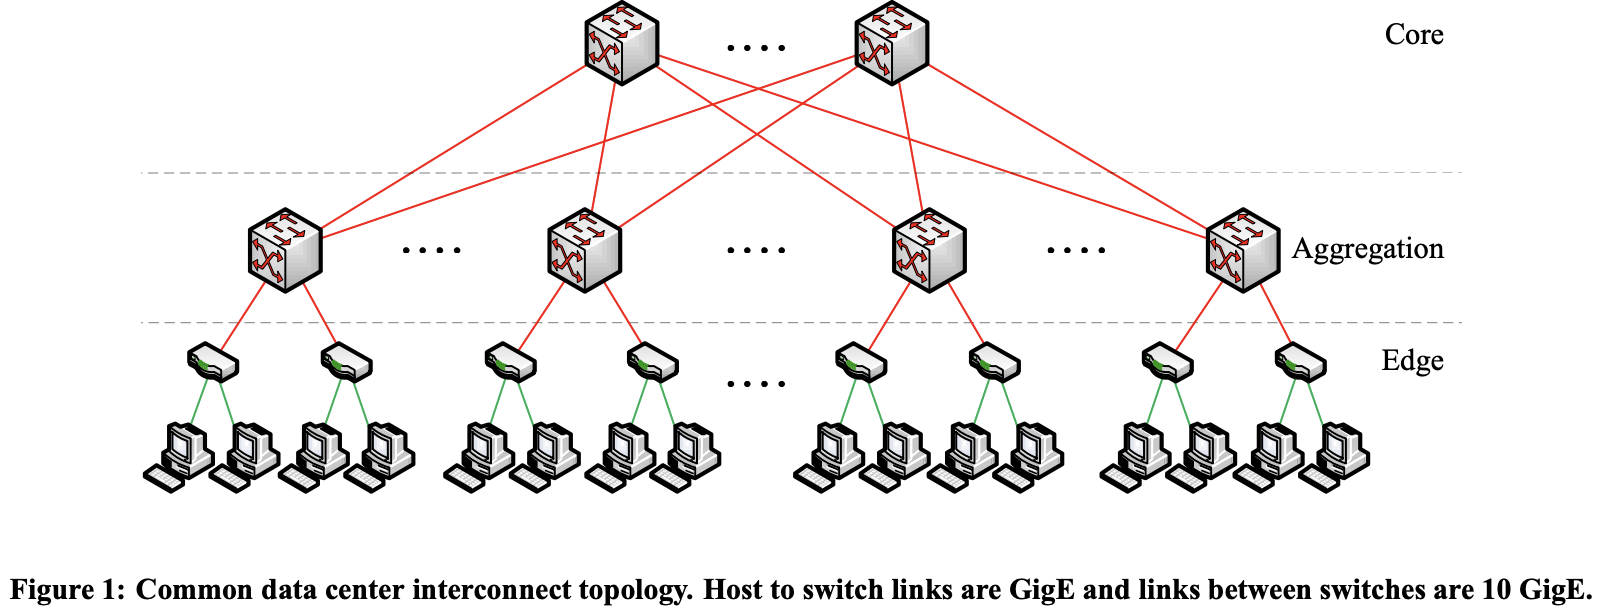 Core
Aggregation
Edge
Figure 1: Common data center interconnect topology. Host to switch links are GigE and links between switches are 10 GigE.